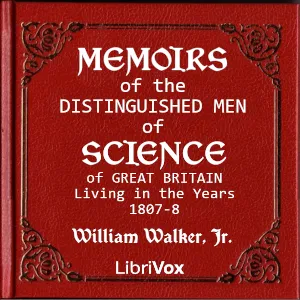 MEMOIRS
of the
DISTINGUISHED MEN
of
SCIENCE
of GREAT BRITAIN
Living in the Years
1807-8
William Walker, Jr.
LibriVox